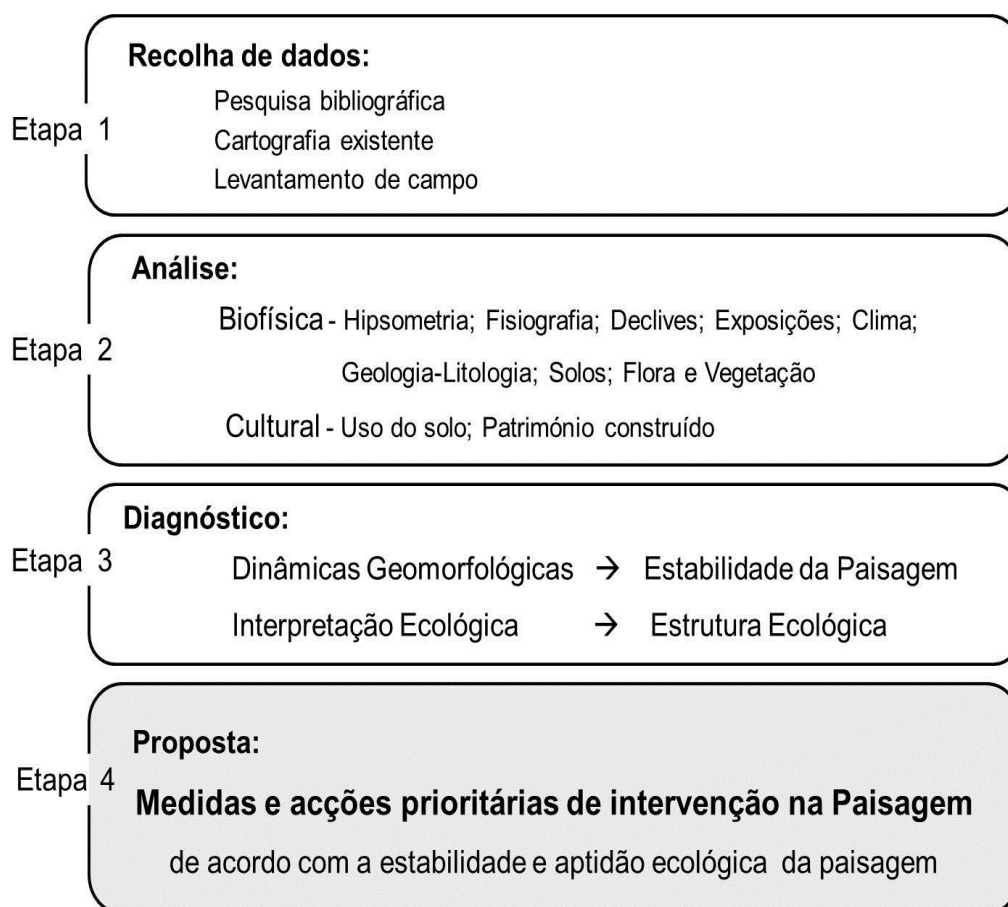 Etapa 1
Recolha de dados:
Pesquisa bibliográfica
Cartografia existente
Levantamento de campo
Etapa 2
Análise:
Biofísica - Hipsometria; Fisiografia; Declives; Exposições; Clima;
Geologia-Litologia; Solos; Flora e Vegetação
Cultural - Uso do solo; Património construído
Etapa 3
Diagnóstico:
Dinâmicas Geomorfológicas → Estabilidade da Paisagem
Interpretação Ecológica → Estrutura Ecológica
Etapa 4
Proposta:
Medidas e acções prioritárias de intervenção na Paisagem
de acordo com a estabilidade e aptidão ecológica da paisagem